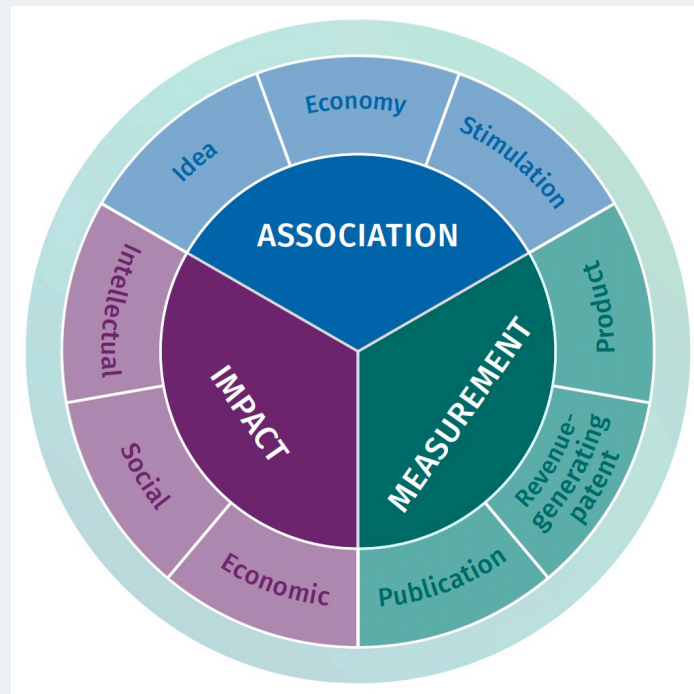 Idea
Economy
Stimulation
ASSOCIATION
Intellectual
Social
Economic
IMPACT
Product
Revenue-
generating
patent
Publication
MEASUREMENT